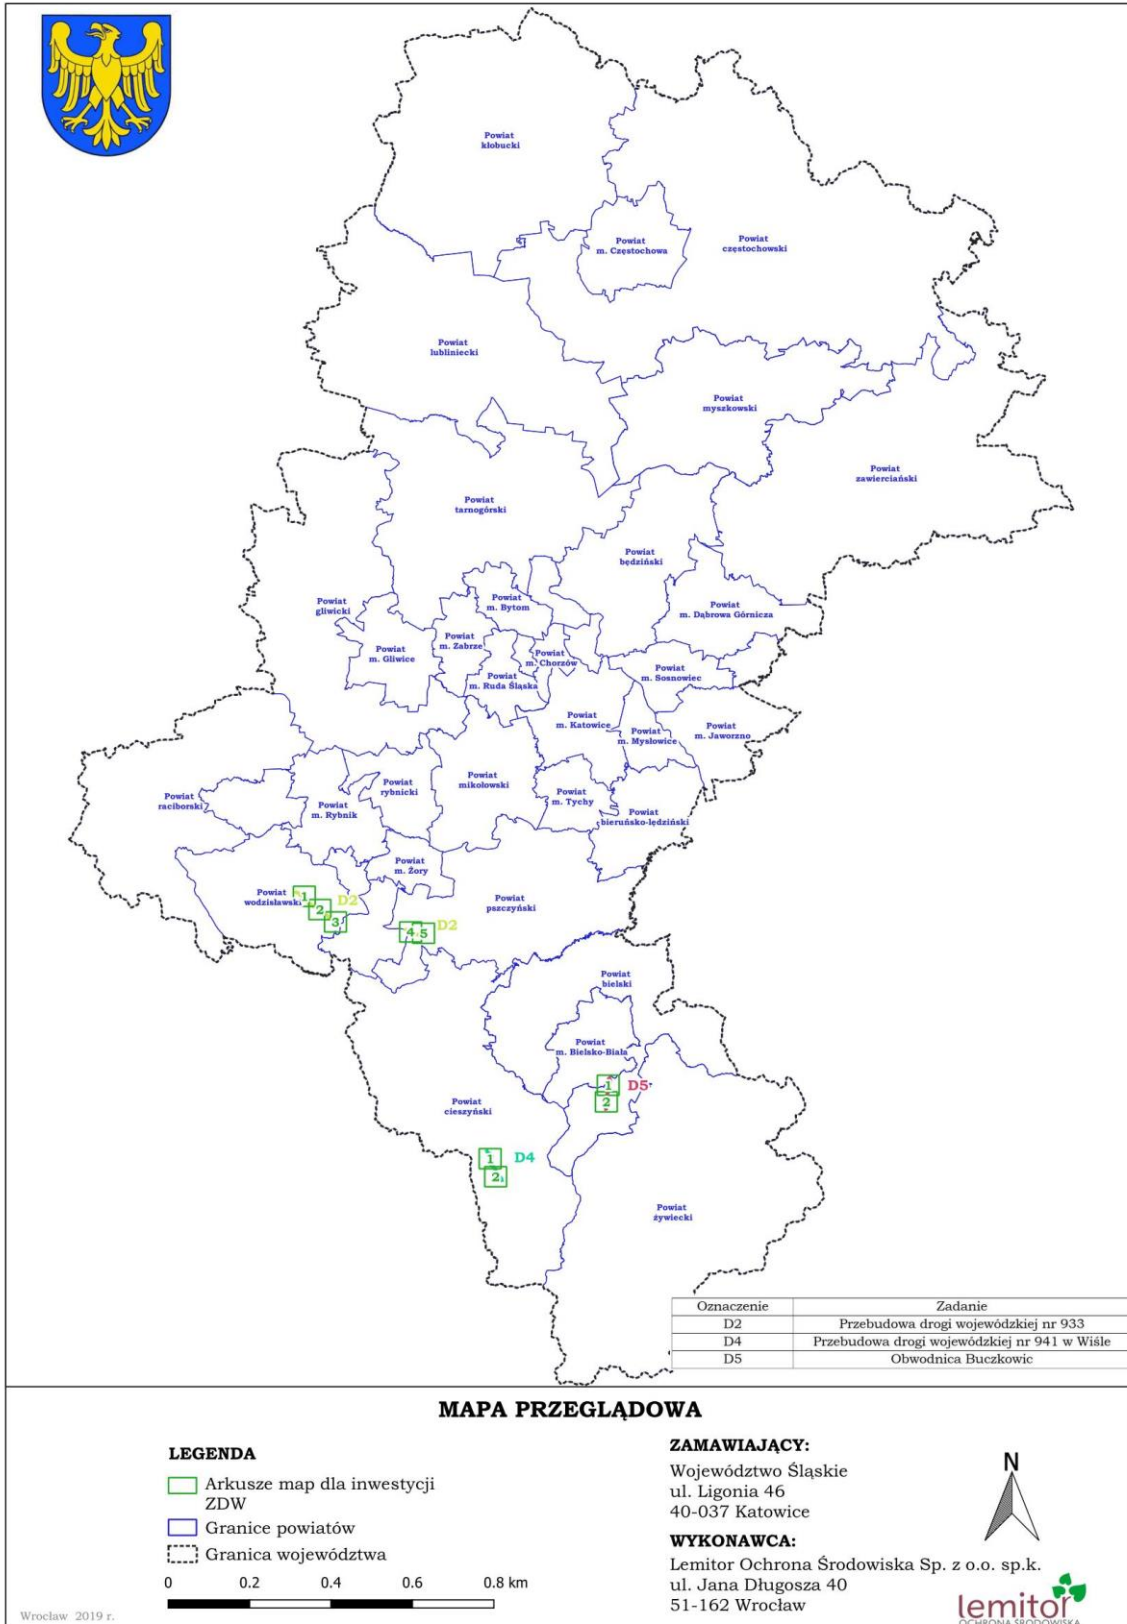 Powiat
kłobucki
Powiat
m. Częstochowa
Powiat
częstochowski
Powiat
lubliniecki
Powiat
myszkowski
Powiat
zawierciański
Powiat
tarnogórski
Powiat
będziński
Powiat
gliwicki
Powiat
m. Bytom
Powiat
m. Dąbrowa Górnicza
Powiat
m. Gliwice
Powiat
m. Zabrze
Powiat
m. Chorzów
Powiat
m. Ruda Śląska
Powiat
m. Sosnowiec
Powiat
m. Katowice
Powiat
m. Mysłowice
Powiat
m. Jaworzno
Powiat
raciborski
Powiat
m. Rybnik
Powiat
rybnicki
Powiat
mikołowski
Powiat
m. Tychy
Powiat
bieruńsko-lędziński
Powiat
m. Żory
Powiat
wodzisławski
1
2
3
D2
Powiat
pszczyński
4
5
D2
Powiat
bielski
Powiat
m. Bielsko-Biała
1
2
D5
Powiat
cieszyński
1
2
D4
Powiat
żywiecki
Oznaczenie Zadanie
D2 Przebudowa drogi wojewódzkiej nr 933
D4 Przebudowa drogi wojewódzkiej nr 941 w Wiśle
D5 Obwodnica Buczkowic
MAPA PRZEGLĄDOWA
LEGENDA
Arkusze map dla inwestycji
ZDW
Granice powiatów
Granica województwa
0 0.2 0.4 0.6 0.8 km
ZAMAWIAJĄCY:
Województwo Śląskie
ul. Ligonia 46
40-037 Katowice
WYKONAWCA:
Lemitor Ochrona Środowiska Sp. z o.o. sp.k.
ul. Jana Długosza 40
51-162 Wrocław
N
lemitor
OCHRONA ŚRODOWISKA
Wrocław 2019 r.